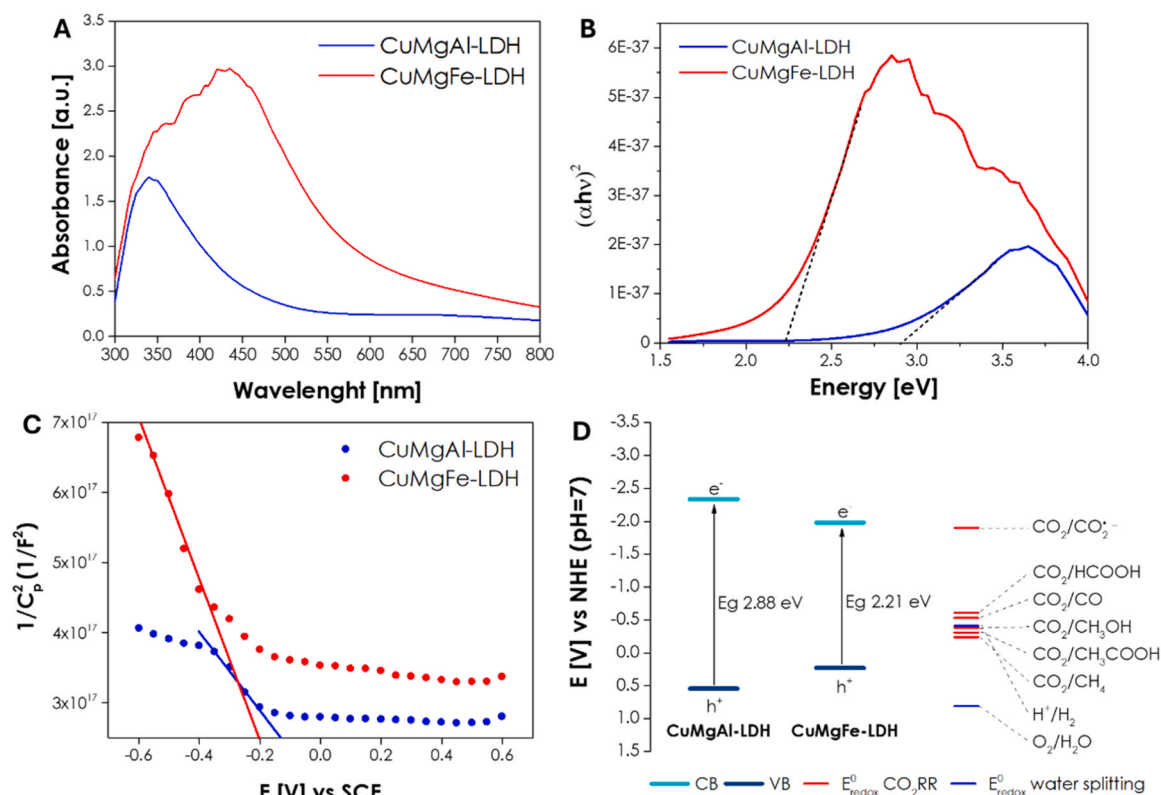 A
Absorbance [a.u.]
3.5
3.0
2.5
2.0
1.5
1.0
0.5
0.0
CuMgAl-LDH
CuMgFe-LDH
300 350 400 450 500 550 600 650 700 750 800
Wavelenght [nm]
B
(αhν)²
6E-37
5E-37
4E-37
3E-37
2E-37
1E-37
0
CuMgAl-LDH
CuMgFe-LDH
1.5 2.0 2.5 3.0 3.5 4.0
Energy [eV]
C
1/C²p (1/F²)
7x10¹⁷
6x10¹⁷
5x10¹⁷
4x10¹⁷
3x10¹⁷
CuMgAl-LDH
CuMgFe-LDH
-0.6 -0.4 -0.2 0.0 0.2 0.4 0.6
E [V] vs SCE
D
E [V] vs NHE (pH=7)
-3.5
-3.0
-2.5
-2.0
-1.5
-1.0
-0.5
0.0
0.5
1.0
1.5
e⁻
Eg 2.88 eV
h⁺
CuMgAl-LDH
e⁻
Eg 2.21 eV
h⁺
CuMgFe-LDH
CO₂/CO₂•⁻
CO₂/HCOOH
CO₂/CO
CO₂/CH₃OH
CO₂/CH₃COOH
CO₂/CH₄
H⁺/H₂
O₂/H₂O
CB VB E⁰redox CO₂RR E⁰redox water splitting